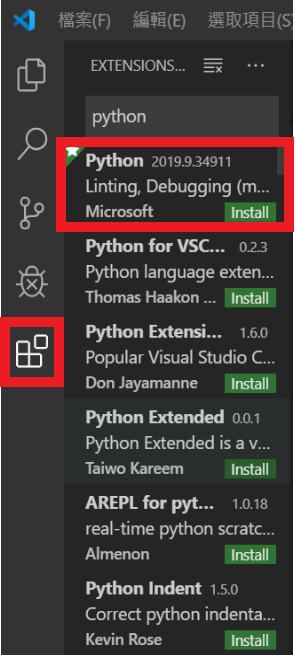 檔案(F) 編輯(E) 選取項目(S)
EXTENSIONS... ...
python
Python 2019.9.34911
Linting, Debugging (m...
Microsoft Install
Python for VSC... 0.2.3
Python language exten...
Thomas Haakon ... Install
Python Extensi... 1.6.0
Popular Visual Studio C...
Don Jayamanne Install
Python Extended 0.0.1
Python Extended is a v...
Taiwo Kareem Install
AREPL for pyt... 1.0.18
real-time python scratc...
Almenon Install
Python Indent 1.5.0
Correct python indenta...
Kevin Rose Install